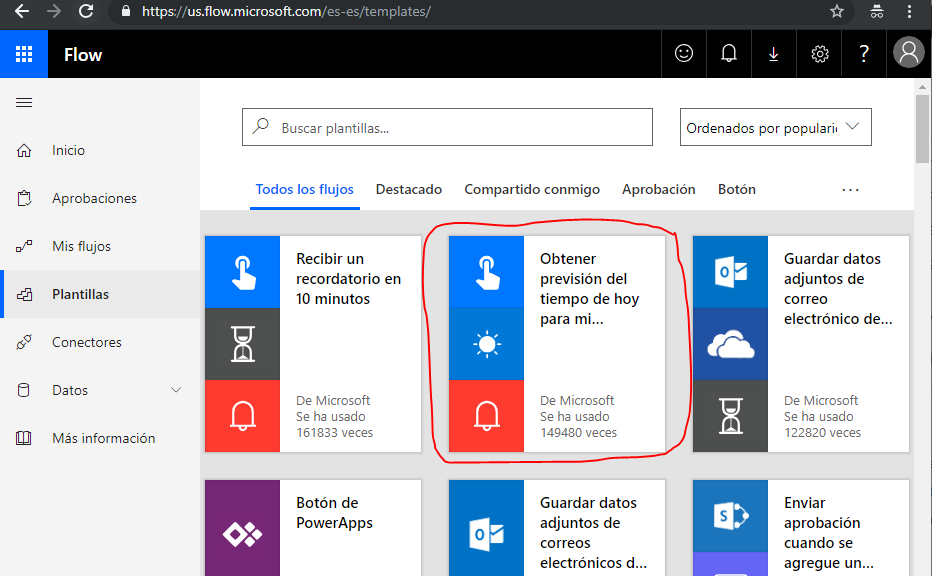 https://us.flow.microsoft.com/es-es/templates/
Flow
?
Buscar plantillas...
Ordenados por populari
Inicio
Aprobaciones
Mis flujos
Plantillas
Conectores
Datos
Más información
Todos los flujos Destacado Compartido conmigo Aprobación Botón ...
Recibir un
recordatorio en
10 minutos
De Microsoft
Se ha usado
161833 veces
Obtener
previsión del
tiempo de hoy
para mi...
De Microsoft
Se ha usado
149480 veces
Guardar datos
adjuntos de
correo
electrónico de...
De Microsoft
Se ha usado
122820 veces
Botón de
PowerApps
Guardar datos
adjuntos de
correos
electrónicos d...
Enviar
aprobación
cuando se
agregue un...